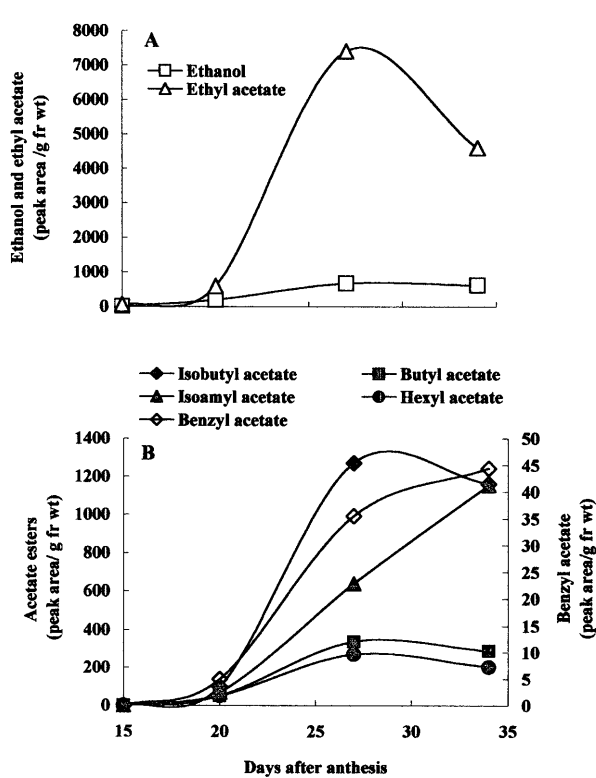 A
Ethanol
Ethyl acetate
Ethanol and ethyl acetate
(peak area /g fr wt)
8000
7000
6000
5000
4000
3000
2000
1000
0
Isobutyl acetate
Butyl acetate
Isoamyl acetate
Hexyl acetate
Benzyl acetate
B
Acetate esters
(peak area/ g fr wt)
1400
1200
1000
800
600
400
200
0
50
45
40
35
30
25
20
15
10
5
0
Benzyl acetate
(peak area/g fr wt)
15 20 25 30 35
Days after anthesis